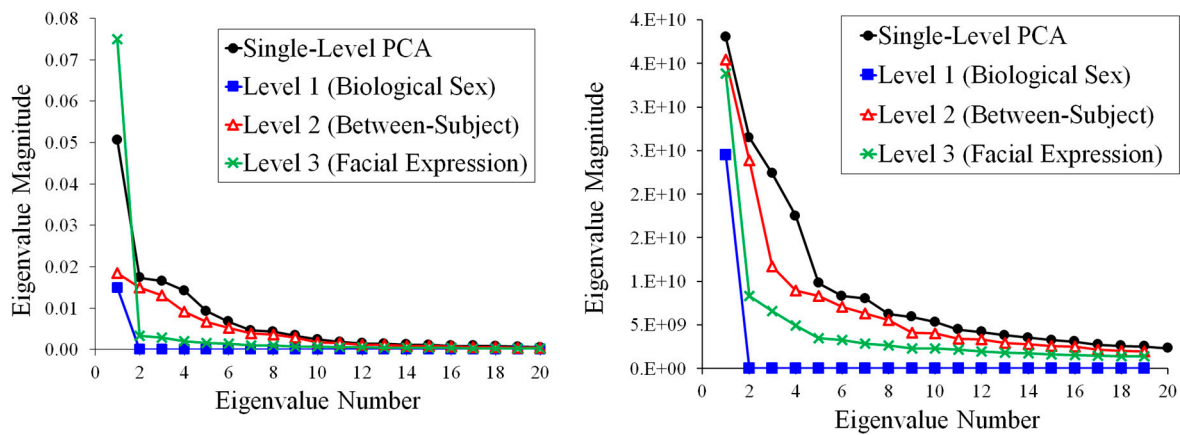 0.08
0.07
0.06
0.05
0.04
0.03
0.02
0.01
0.00
Eigenvalue Magnitude
0 2 4 6 8 10 12 14 16 18 20
Eigenvalue Number
Single-Level PCA
Level 1 (Biological Sex)
Level 2 (Between-Subject)
Level 3 (Facial Expression)
4.E+10
4.E+10
3.E+10
3.E+10
2.E+10
2.E+10
1.E+10
5.E+09
0.E+00
Eigenvalue Magnitude
0 2 4 6 8 10 12 14 16 18 20
Eigenvalue Number
Single-Level PCA
Level 1 (Biological Sex)
Level 2 (Between-Subject)
Level 3 (Facial Expression)